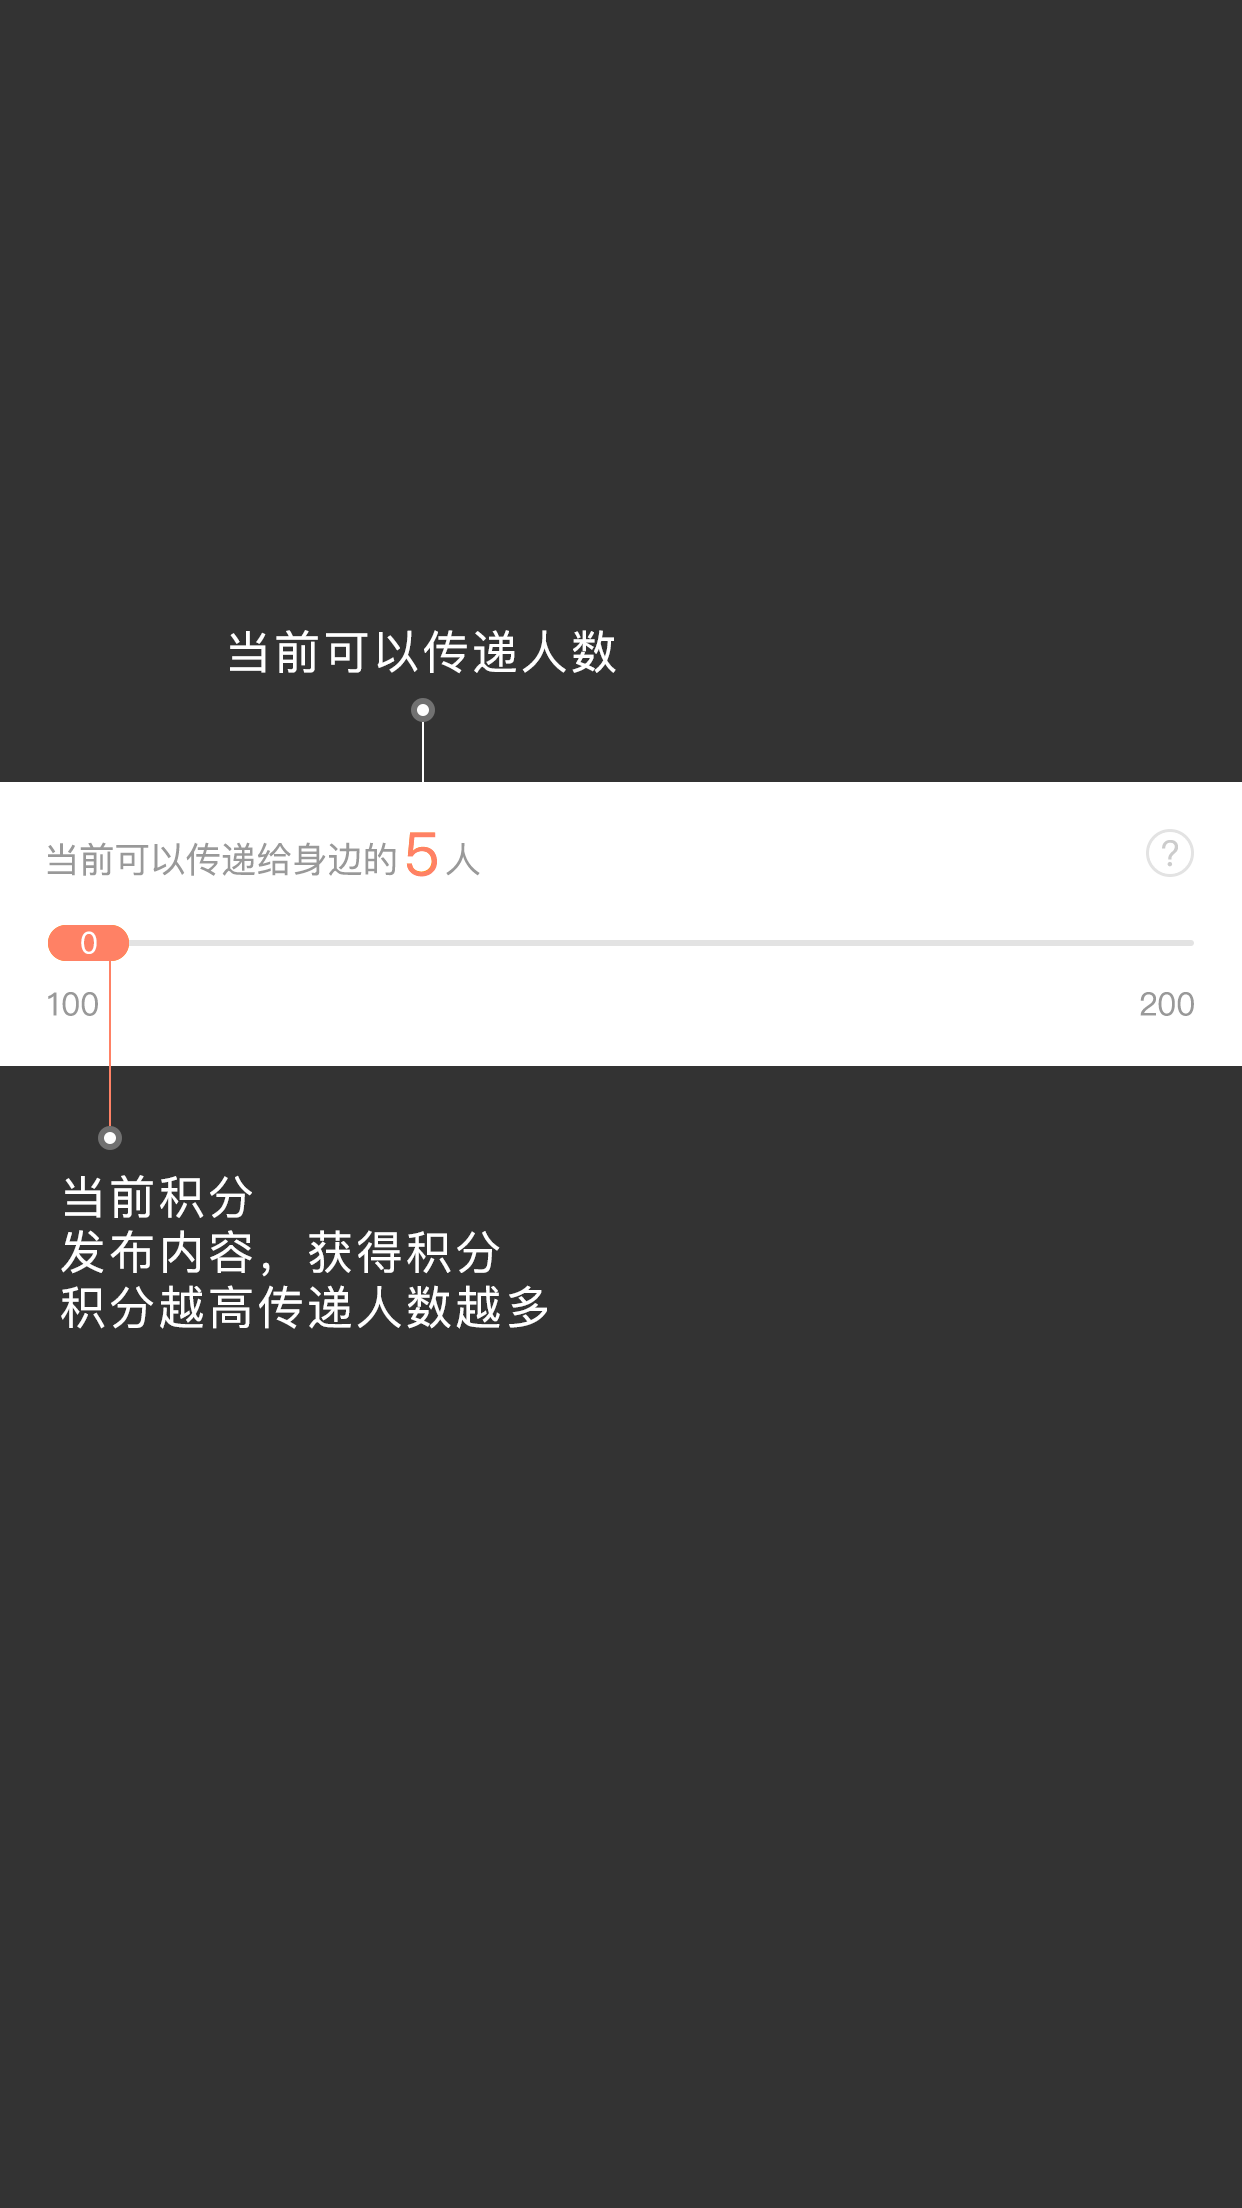 当前可以传递人数
当前可以传递给身边的 5 人
?
0
100
200
当前积分
发布内容，获得积分
积分越高传递人数越多